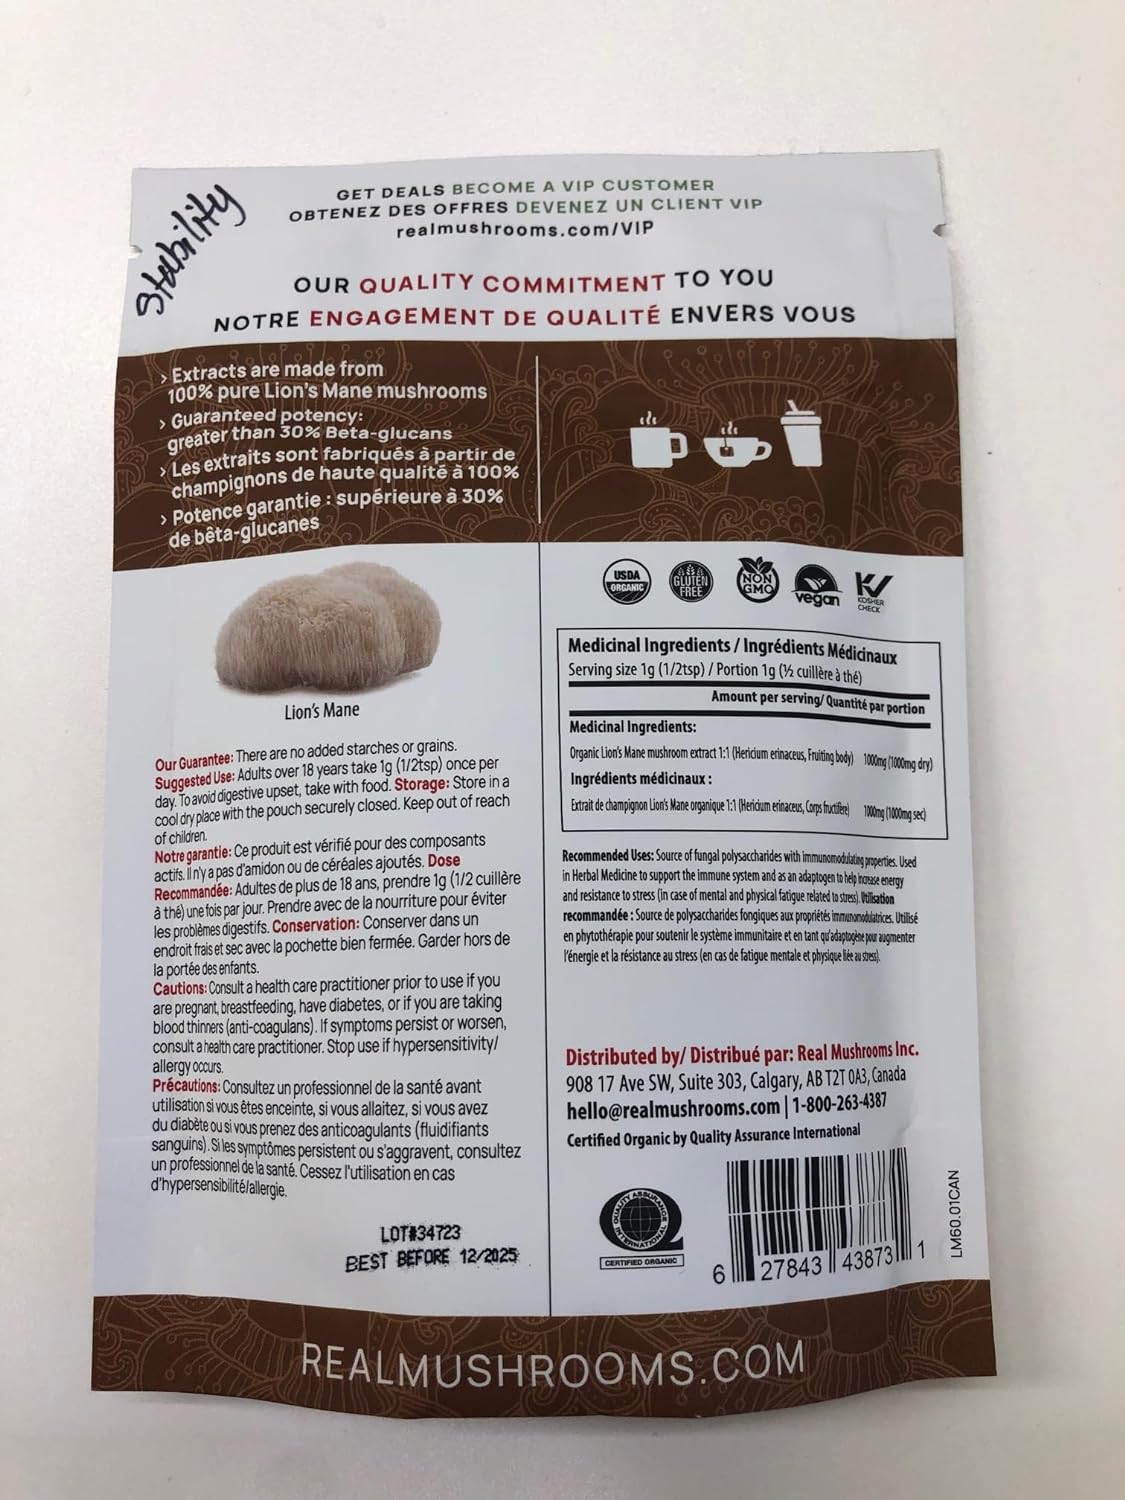 Stability
GET DEALS BECOME A VIP CUSTOMER
OBTENEZ DES OFFRES DEVENEZ UN CLIENT VIP
realmushrooms.com/VIP
OUR QUALITY COMMITMENT TO YOU
NOTRE ENGAGEMENT DE QUALITÉ ENVERS VOUS
› Extracts are made from
100% pure Lion's Mane mushrooms
› Guaranteed potency:
greater than 30% Beta-glucans
› Les extraits sont fabriqués à partir de
champignons de haute qualité à 100%
› Potence garantie : supérieure à 30%
de bêta-glucanes
Lion's Mane
Our Guarantee: There are no added starches or grains.
Suggested Use: Adults over 18 years take 1g (1/2tsp) once per
day. To avoid digestive upset, take with food. Storage: Store in a
cool dry place with the pouch securely closed. Keep out of reach
of children.
Notre garantie: Ce produit est vérifié pour des composants
actifs. Il n'y a pas d'amidon ou de céréales ajoutés. Dose
Recommandée: Adultes de plus de 18 ans, prendre 1g (1/2 cuillère
à thé) une fois par jour. Prendre avec de la nourriture pour éviter
les problèmes digestifs. Conservation: Conserver dans un
endroit frais et sec avec la pochette bien fermée. Garder hors de
la portée des enfants.
Cautions: Consult a health care practitioner prior to use if you
are pregnant, breastfeeding, have diabetes, or if you are taking
blood thinners (anti-coagulans). If symptoms persist or worsen,
consult a health care practitioner. Stop use if hypersensitivity/
allergy occurs.
Précautions: Consultez un professionnel de la santé avant
utilisation si vous êtes enceinte, si vous allaitez, si vous avez
du diabète ou si vous prenez des anticoagulants (fluidifiants
sanguins). Si les symptômes persistent ou s'aggravent, consultez
un professionnel de la santé. Cessez l'utilisation en cas
d'hypersensibilité/allergie.
LOT#34723
BEST BEFORE 12/2025
USDA
ORGANIC
GLUTEN
FREE
NON
GMO
vegan
KOSHER
CHECK
Medicinal Ingredients / Ingrédients Médicinaux
Serving size 1g (1/2tsp) / Portion 1g (½ cuillère à thé)
Amount per serving/ Quantité par portion
Medicinal Ingredients:
Organic Lion's Mane mushroom extract 1:1 (Hericium erinaceus, Fruiting body) 1000mg (1000mg dry)
Ingrédients médicinaux :
Extrait de champignon Lion's Mane organique 1:1 (Hericium erinaceus, Corps fructifère) 1000mg (1000mg sec)
Recommended Uses: Source of fungal polysaccharides with immunomodulating properties. Used
in Herbal Medicine to support the immune system and as an adaptogen to help increase energy
and resistance to stress (in case of mental and physical fatigue related to stress). Utilisation
recommandée : Source de polysaccharides fongiques aux propriétés immunomodulatrices. Utilisé
en phytothérapie pour soutenir le système immunitaire et en tant qu'adaptogène pour augmenter
l'énergie et la résistance au stress (en cas de fatigue mentale et physique liée au stress).
Distributed by/ Distribué par: Real Mushrooms Inc.
908 17 Ave SW, Suite 303, Calgary, AB T2T 0A3, Canada
hello@realmushrooms.com | 1-800-263-4387
Certified Organic by Quality Assurance International
QUALITY ASSURANCE
INTERNATIONAL
CERTIFIED ORGANIC
6 27843 43873 1
LM60.01CAN
REALMUSHROOMS.COM